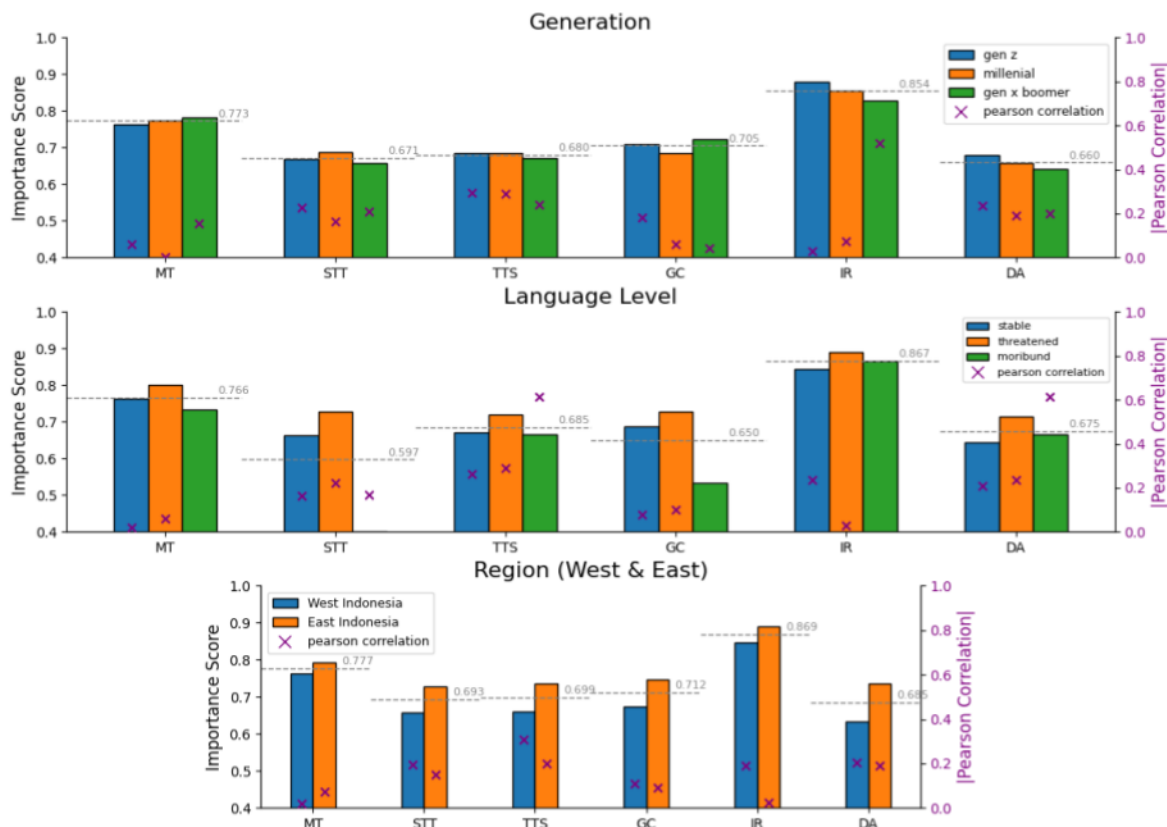 Generation
1.0
0.9
0.8
0.7
0.6
0.5
0.4
Importance Score
0.773
0.671
0.680
0.705
0.854
0.660
gen z
millenial
gen x boomer
pearson correlation
1.0
0.8
0.6
0.4
0.2
0.0
|Pearson Correlation|
MT STT TTS GC IR DA
Language Level
1.0
0.9
0.8
0.7
0.6
0.5
0.4
Importance Score
0.766
0.597
0.685
0.650
0.867
0.675
stable
threatened
moribund
pearson correlation
1.0
0.8
0.6
0.4
0.2
0.0
|Pearson Correlation|
MT STT TTS GC IR DA
Region (West & East)
1.0
0.9
0.8
0.7
0.6
0.5
0.4
Importance Score
West Indonesia
East Indonesia
pearson correlation
0.777
0.693
0.699
0.712
0.869
0.685
1.0
0.8
0.6
0.4
0.2
0.0
|Pearson Correlation|
MT STT TTS GC IR DA